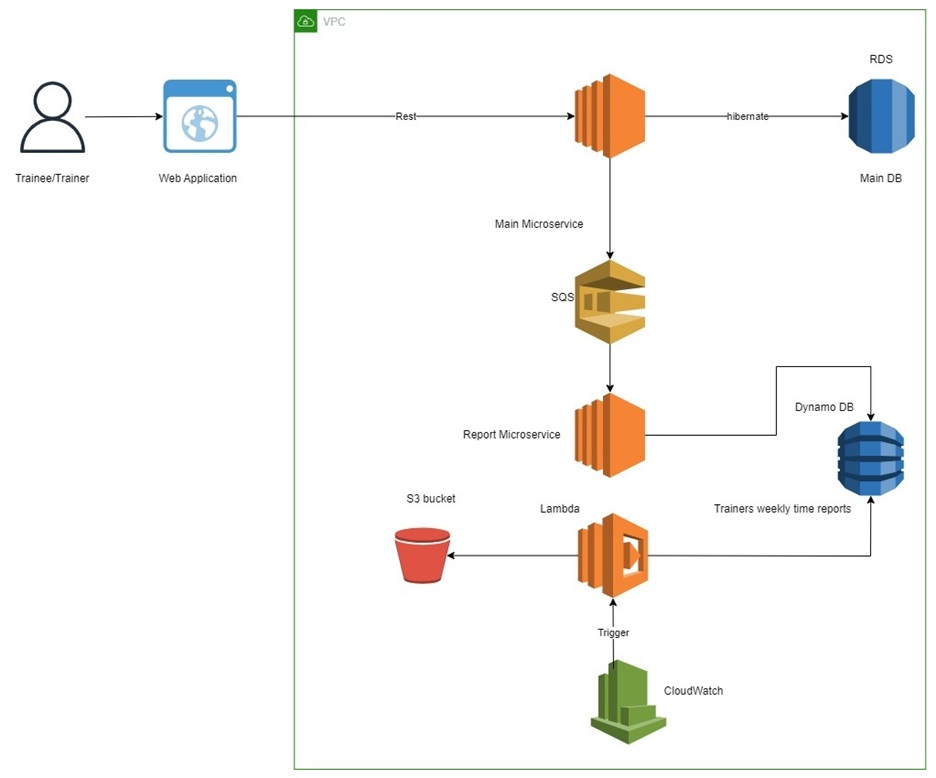 VPC
RDS
Rest
hibernate
Trainee/Trainer
Web Application
Main DB
Main Microservice
SQS
Dynamo DB
Report Microservice
S3 bucket
Lambda
Trainers weekly time reports
Trigger
CloudWatch